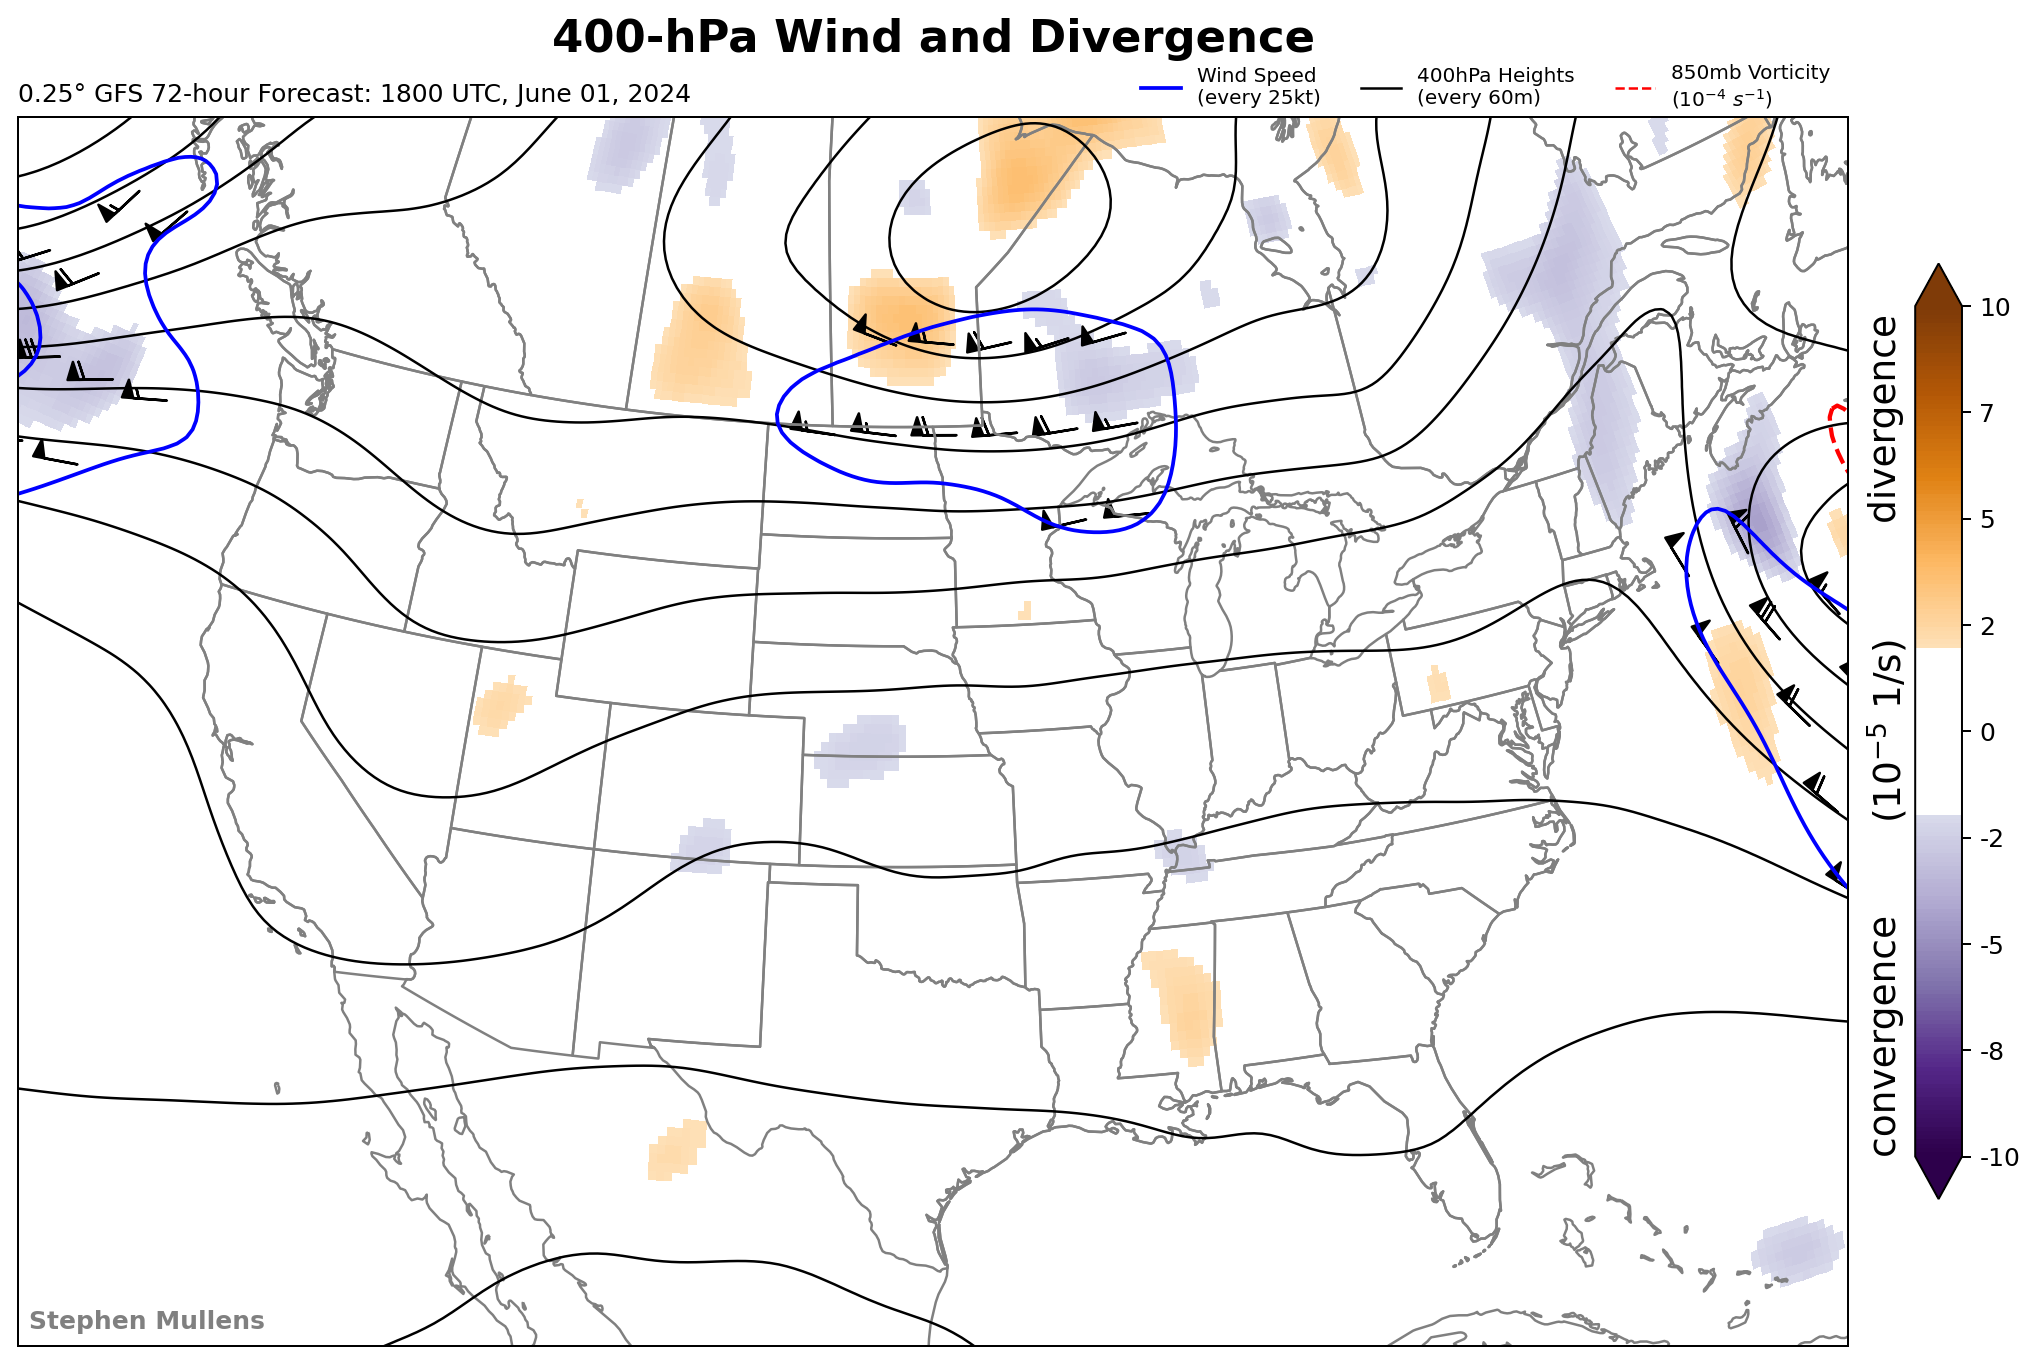 400-hPa Wind and Divergence
0.25° GFS 72-hour Forecast: 1800 UTC, June 01, 2024
Wind Speed
(every 25kt)
400hPa Heights
(every 60m)
850mb Vorticity
(10⁻⁴ s⁻¹)
10
7
5
2
0
-2
-5
-8
-10
convergence (10⁻⁵ 1/s) divergence
Stephen Mullens